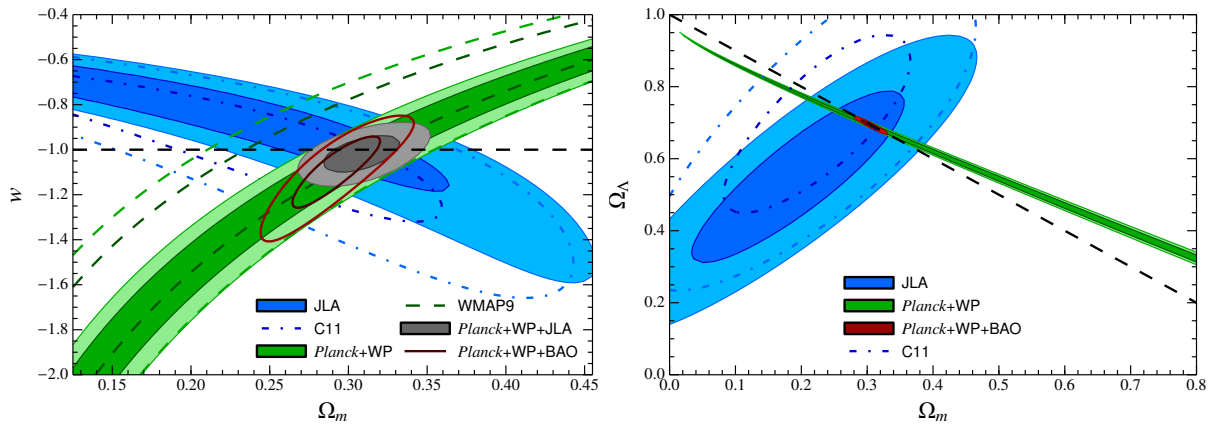 −0.4
−0.6
−0.8
−1.0
−1.2
−1.4
−1.6
−1.8
−2.0
w
JLA
C11
Planck+WP
WMAP9
Planck+WP+JLA
Planck+WP+BAO
0.15 0.20 0.25 0.30 0.35 0.40 0.45
Ωm
1.0
0.8
0.6
0.4
0.2
0.0
ΩΛ
JLA
Planck+WP
Planck+WP+BAO
C11
0.0 0.1 0.2 0.3 0.4 0.5 0.6 0.7 0.8
Ωm